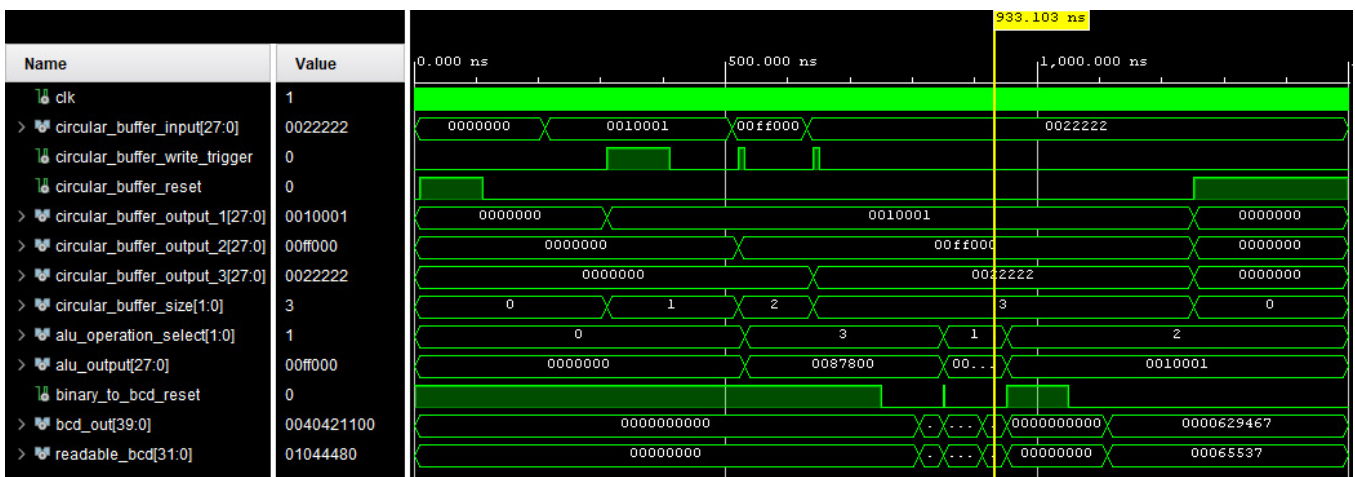 933.103 ns
Name Value 0.000 ns 500.000 ns 1,000.000 ns
clk 1
circular_buffer_input[27:0] 0022222 0000000 0010001 00ff000 0022222
circular_buffer_write_trigger 0
circular_buffer_reset 0
circular_buffer_output_1[27:0] 0010001 0000000 0010001 0000000
circular_buffer_output_2[27:0] 00ff000 0000000 00ff000 0000000
circular_buffer_output_3[27:0] 0022222 0000000 0022222 0000000
circular_buffer_size[1:0] 3 0 1 2 3 0
alu_operation_select[1:0] 1 0 3 1 2
alu_output[27:0] 00ff000 0000000 0087800 00... 0010001
binary_to_bcd_reset 0
bcd_out[39:0] 0040421100 0000000000 . ... . . 0000000000 0000629467
readable_bcd[31:0] 01044480 00000000 . ... . . 00000000 00065537